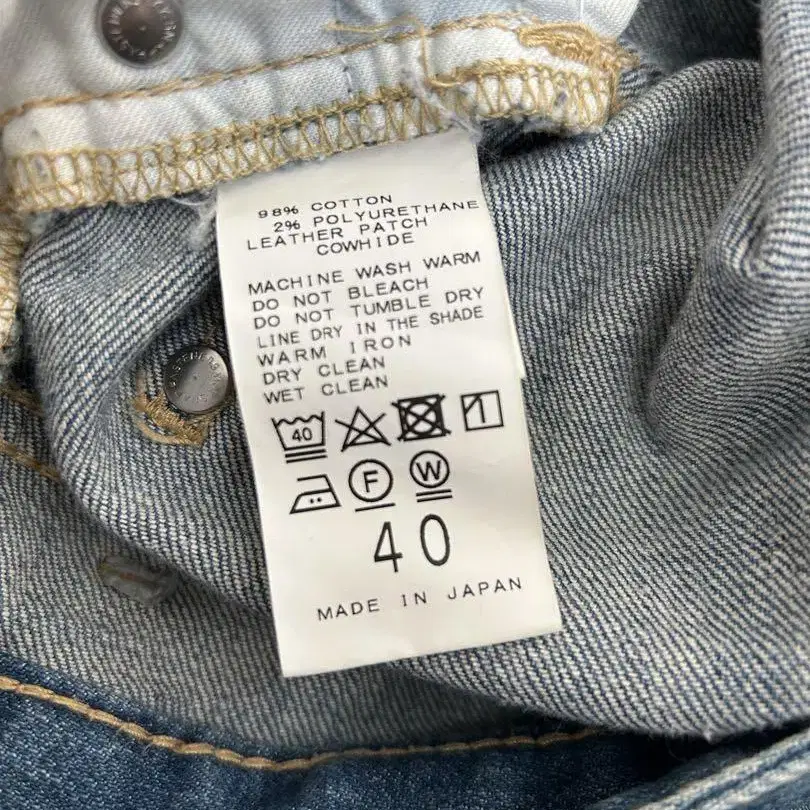 98% COTTON
2% POLYURETHANE
LEATHER PATCH
COWHIDE
MACHINE WASH WARM
DO NOT BLEACH
DO NOT TUMBLE DRY
LINE DRY IN THE SHADE
WARM IRON
DRY CLEAN
WET CLEAN
40
F W
40
MADE IN JAPAN